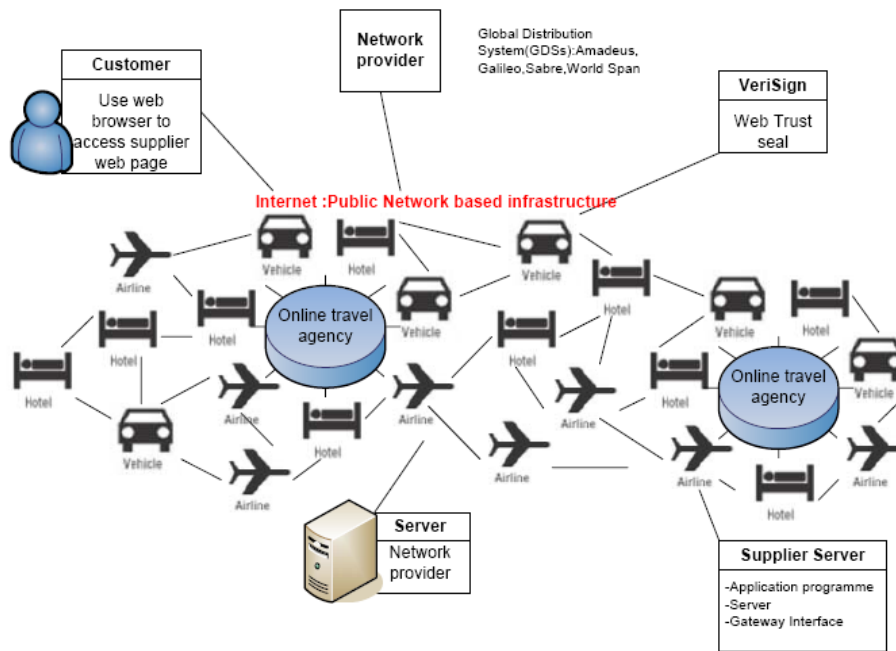 Customer
Use web
browser to
access supplier
web page
Network
provider
Global Distribution
System(GDSs):Amadeus,
Galileo,Sabre,World Span
VeriSign
Web Trust
seal
Internet :Public Network based infrastructure
Airline
Vehicle
Hotel
Vehicle
Hotel
Hotel
Vehicle
Hotel
Vehicle
Hotel
Online travel
agency
Hotel
Hotel
Hotel
Vehicle
Online travel
agency
Hotel
Airline
Airline
Airline
Vehicle
Hotel
Airline
Airline
Airline
Airline
Airline
Hotel
Server
Network
provider
Supplier Server
-Application programme
-Server
-Gateway Interface